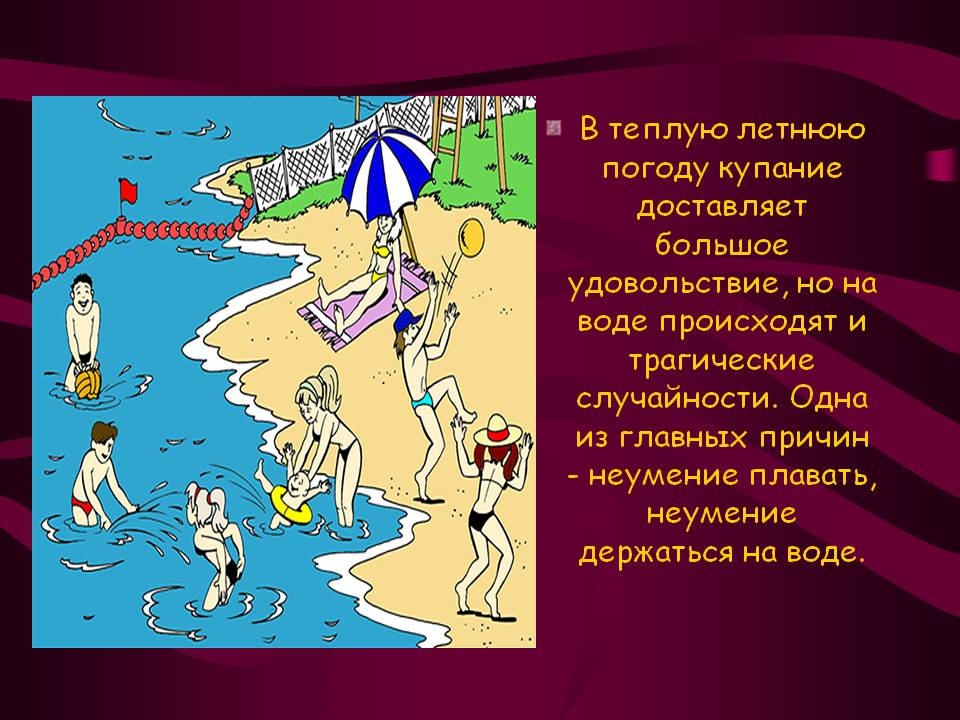 В теплую летнюю
погоду купание
доставляет
большое
удовольствие, но на
воде происходят и
трагические
случайности. Одна
из главных причин
- неумение плавать,
неумение
держаться на воде.